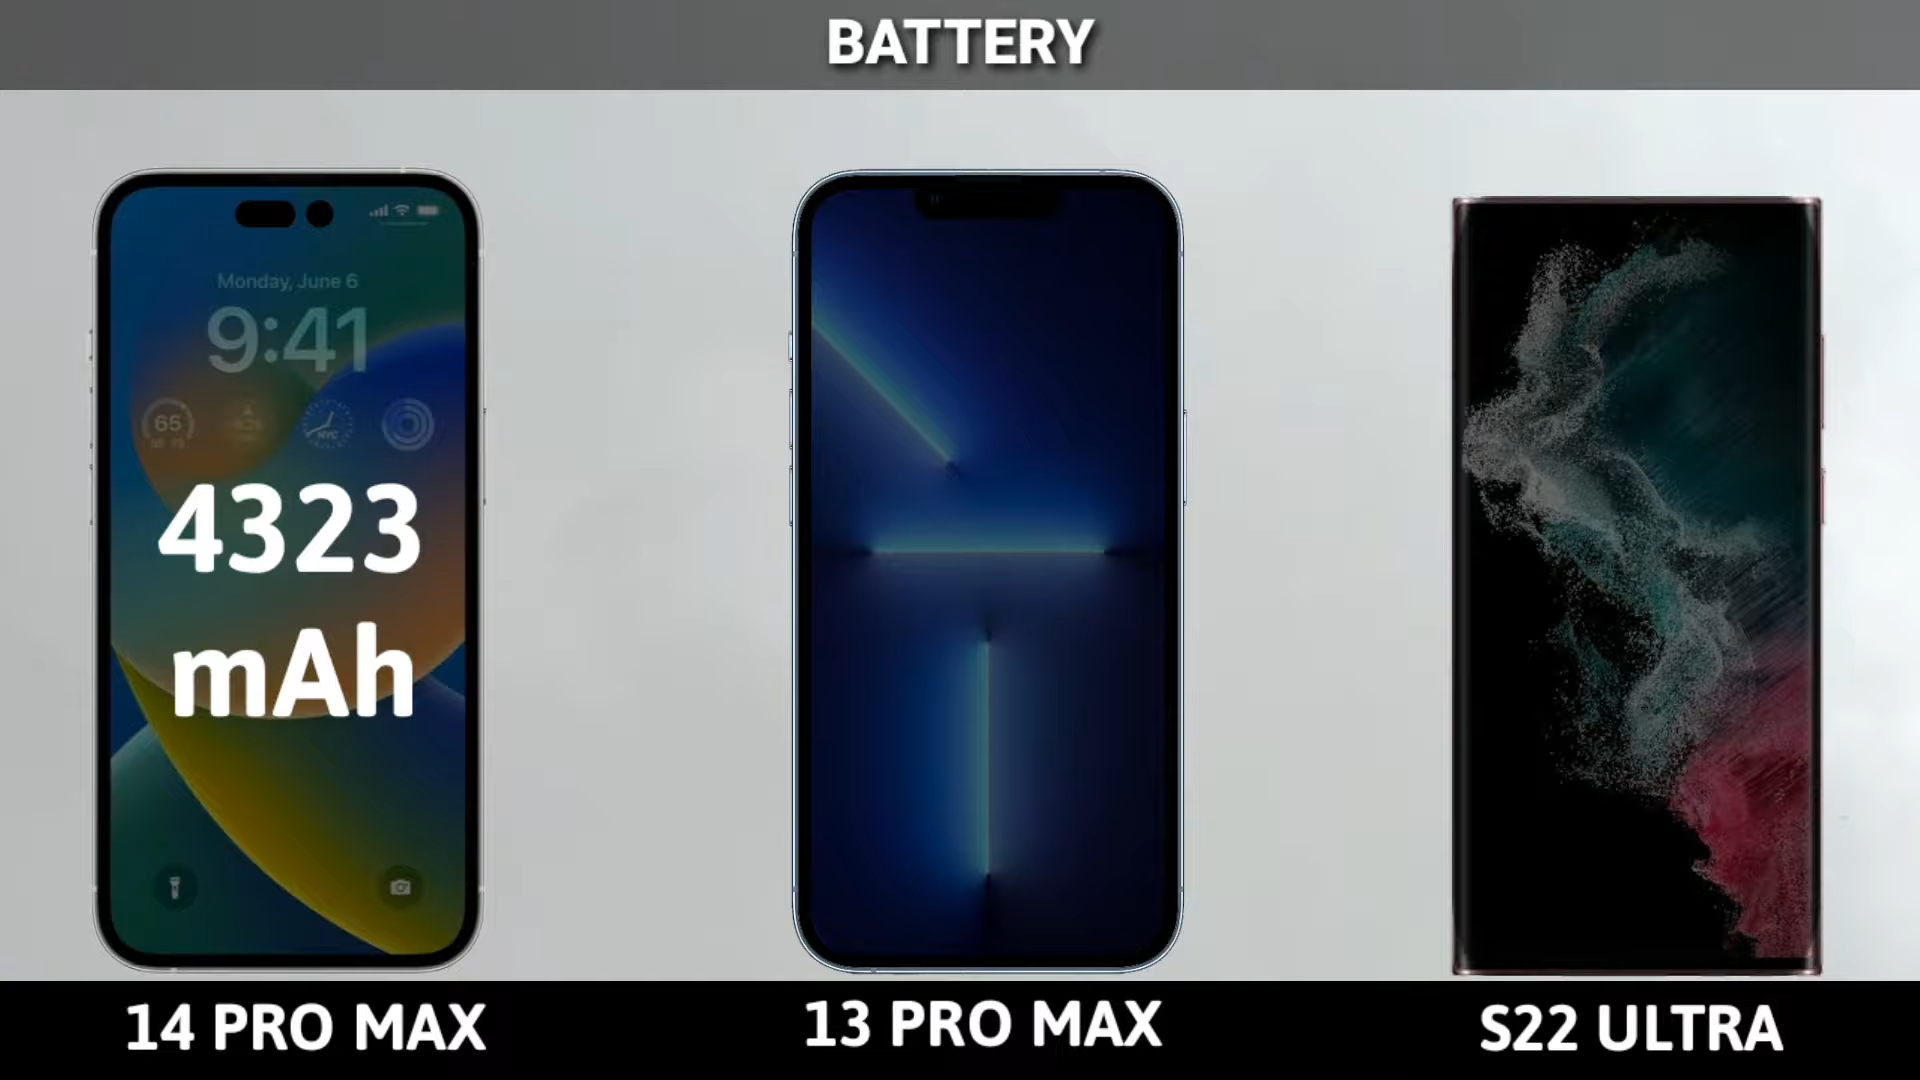 BATTERY
Monday, June 6
9:41
65
NYC
4323
mAh
14 PRO MAX
13 PRO MAX
S22 ULTRA